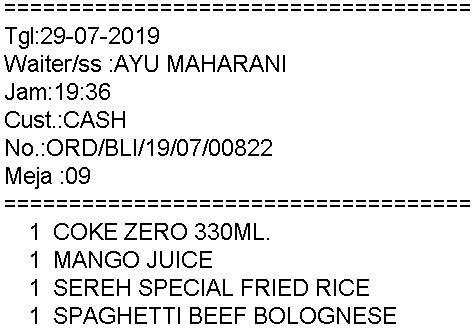 ====================================
Tgl:29-07-2019
Waiter/ss :AYU MAHARANI
Jam:19:36
Cust.:CASH
No.:ORD/BLI/19/07/00822
Meja :09
====================================
1 COKE ZERO 330ML.
1 MANGO JUICE
1 SEREH SPECIAL FRIED RICE
1 SPAGHETTI BEEF BOLOGNESE